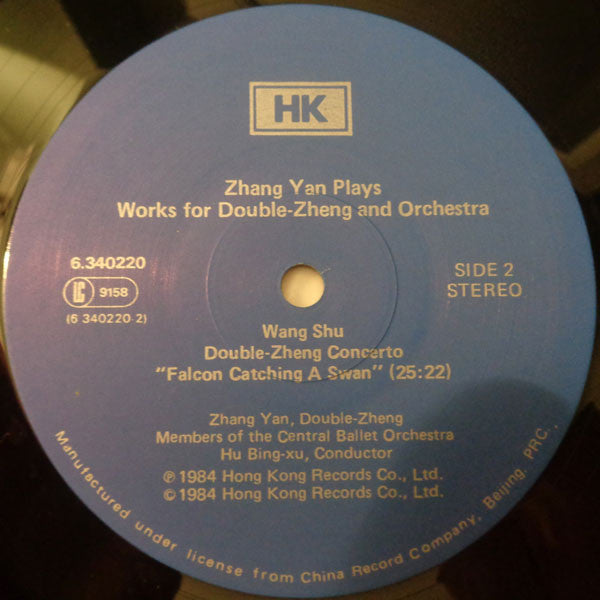 HK
Zhang Yan Plays
Works for Double-Zheng and Orchestra
6.340220
LC 9158
(6 340220 2)
SIDE 2
STEREO
Wang Shu
Double-Zheng Concerto
"Falcon Catching A Swan" (25:22)
Zhang Yan, Double-Zheng
Members of the Central Ballet Orchestra
Hu Bing-xu, Conductor
℗ 1984 Hong Kong Records Co., Ltd.
© 1984 Hong Kong Records Co., Ltd.
Manufactured under license from China Record Company, Beijing, PRC.,